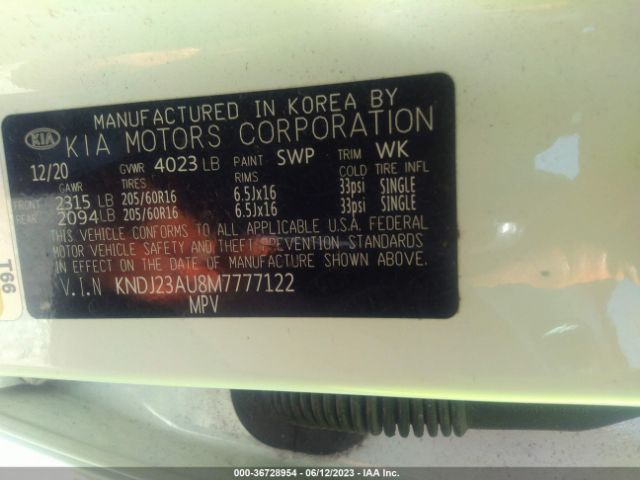 MANUFACTURED IN KOREA BY
KIA KIA MOTORS CORPORATION
12/20 GVWR 4023 LB PAINT SWP TRIM WK
GAWR TIRES RIMS COLD TIRE INFL
FRONT 2315 LB 205/60R16 6.5Jx16 33psi SINGLE
REAR 2094 LB 205/60R16 6.5Jx16 33psi SINGLE
THIS VEHICLE CONFORMS TO ALL APPLICABLE U.S.A. FEDERAL
MOTOR VEHICLE SAFETY AND THEFT PREVENTION STANDARDS
IN EFFECT ON THE DATE OF MANUFACTURE SHOWN ABOVE.
V.I.N KNDJ23AU8M7777122
MPV
T66
000-36728954 - 06/12/2023 - IAA Inc.